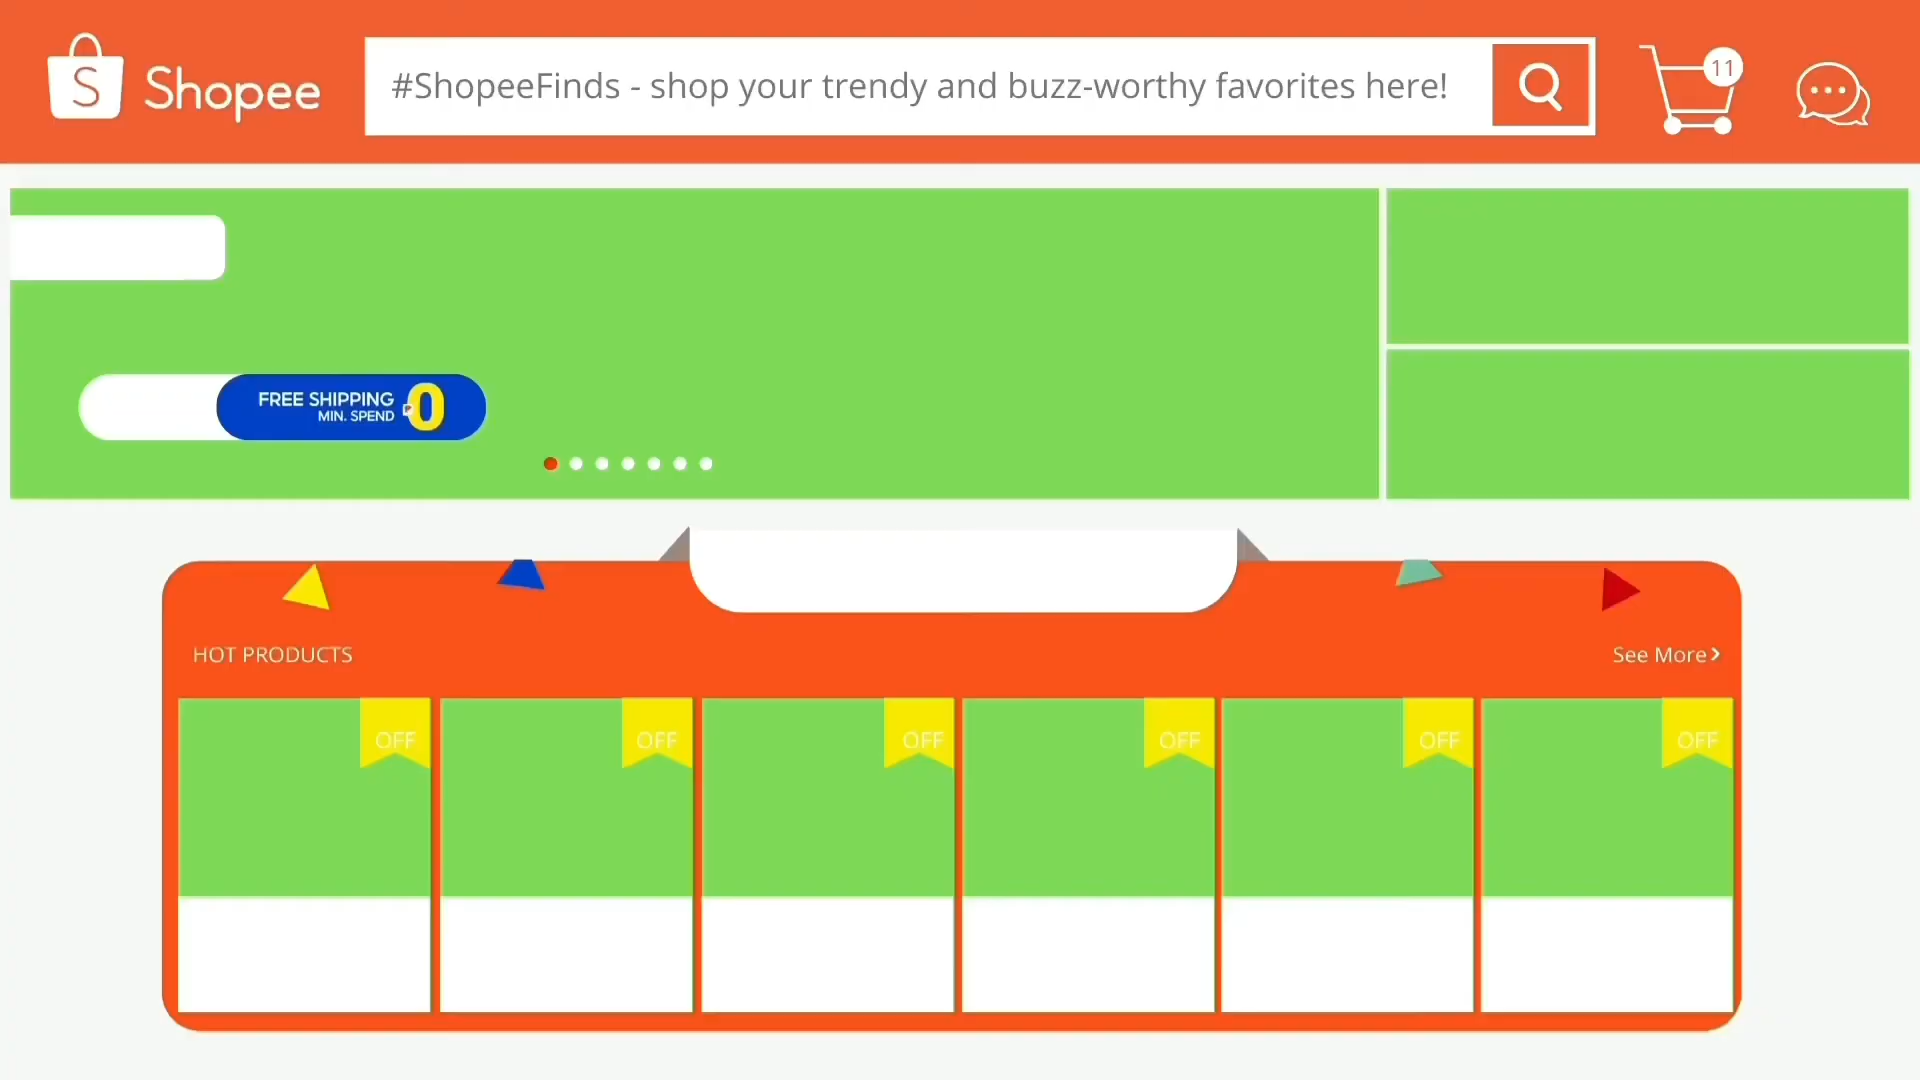 S Shopee
#ShopeeFinds - shop your trendy and buzz-worthy favorites here!
11
FREE SHIPPING
MIN. SPEND
0
HOT PRODUCTS
See More
OFF
OFF
OFF
OFF
OFF
OFF